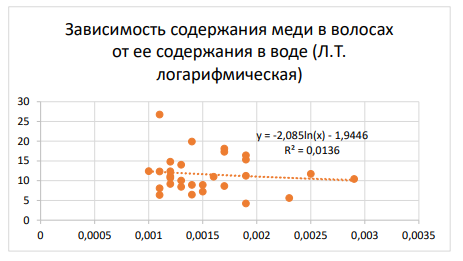 Зависимость содержания меди в волосах
от ее содержания в воде (Л.Т.
логарифмическая)
30
25
20
15
10
5
0
y = -2,085ln(x) - 1,9446
R² = 0,0136
0 0,0005 0,001 0,0015 0,002 0,0025 0,003 0,0035